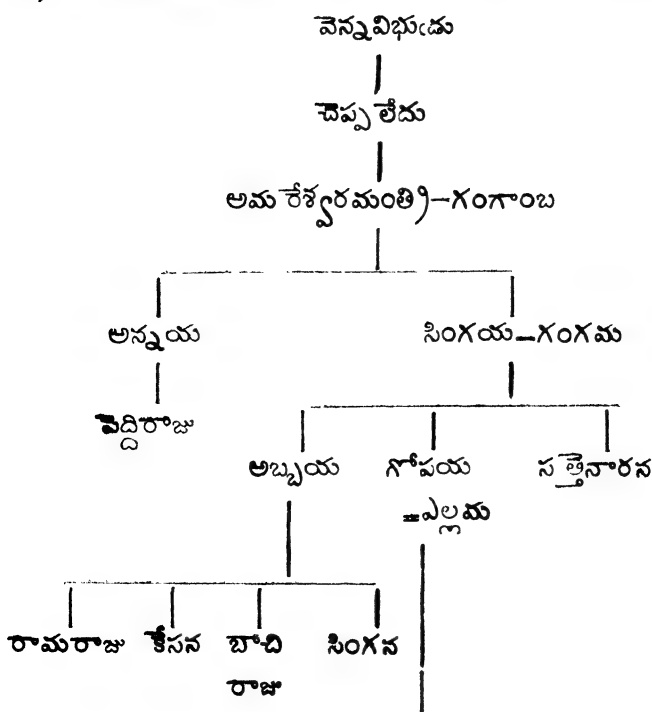 వెన్నవిభుఁడు
చెప్ప లేదు
అమరేశ్వరమంత్రి—గంగాంబ
అన్నయ సింగయ—గంగమ
పెద్దిరాజు
అబ్బయ గోపయ సత్తెనారన
=ఎల్లమ
రామరాజు కేసన బాచి సింగన
రాజు